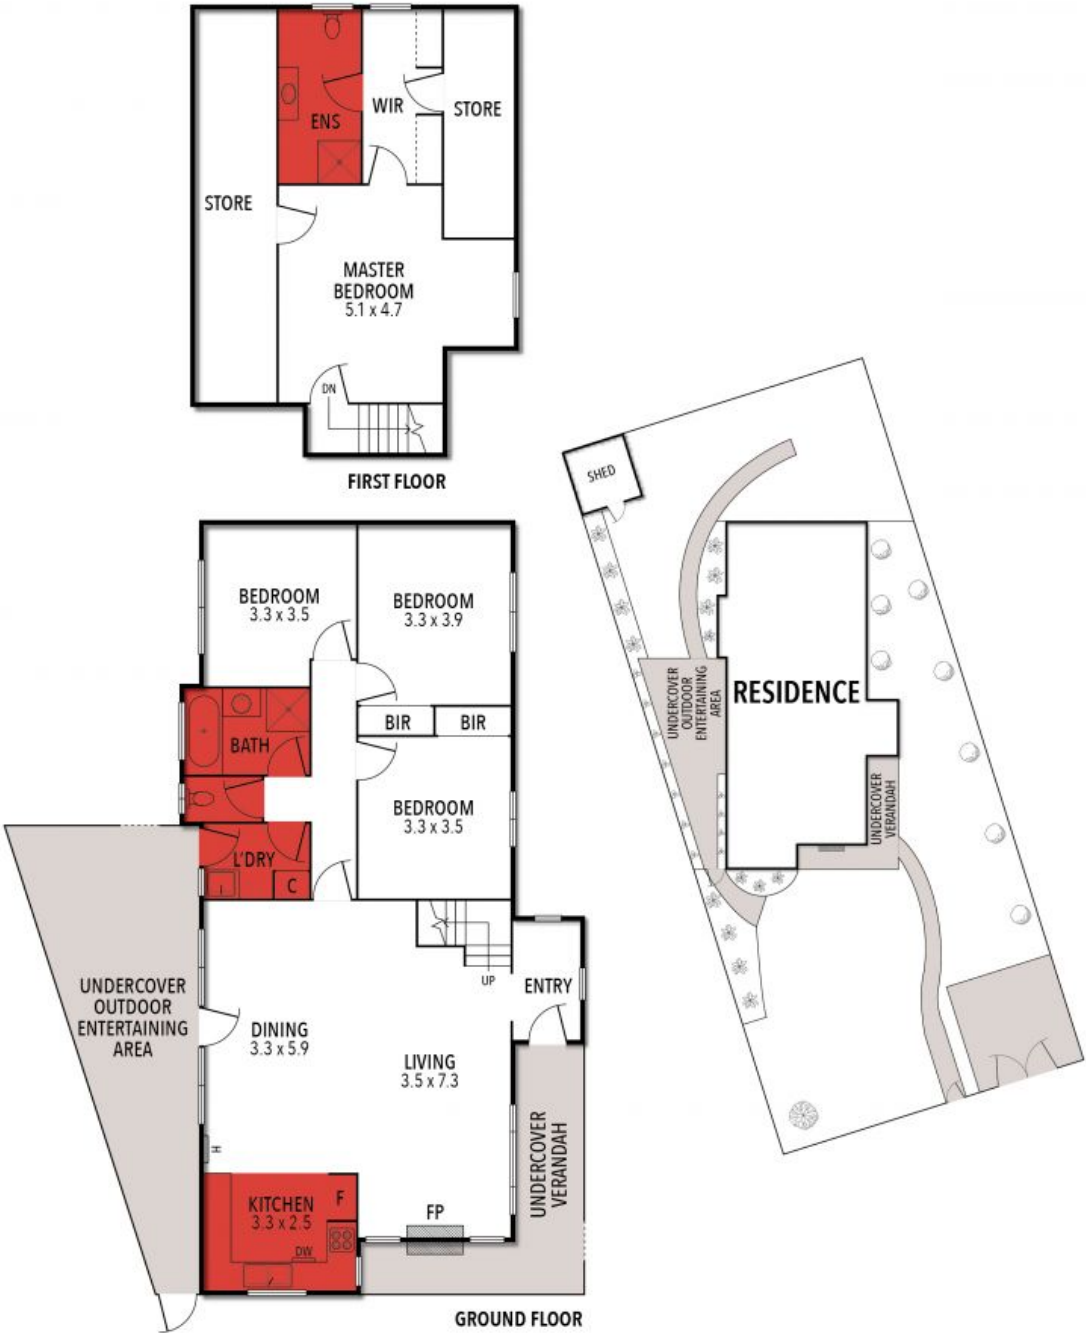 ENS
WIR
STORE
STORE
MASTER
BEDROOM
5.1 x 4.7
DN
FIRST FLOOR
BEDROOM
3.3 x 3.5
BEDROOM
3.3 x 3.9
BIR
BIR
BATH
BEDROOM
3.3 x 3.5
L'DRY
C
UP
ENTRY
UNDERCOVER
OUTDOOR
ENTERTAINING
AREA
DINING
3.3 x 5.9
LIVING
3.5 x 7.3
H
KITCHEN
3.3 x 2.5
F
DW
FP
UNDERCOVER
VERANDAH
GROUND FLOOR
SHED
UNDERCOVER
OUTDOOR
ENTERTAINING
AREA
RESIDENCE
UNDERCOVER
VERANDAH